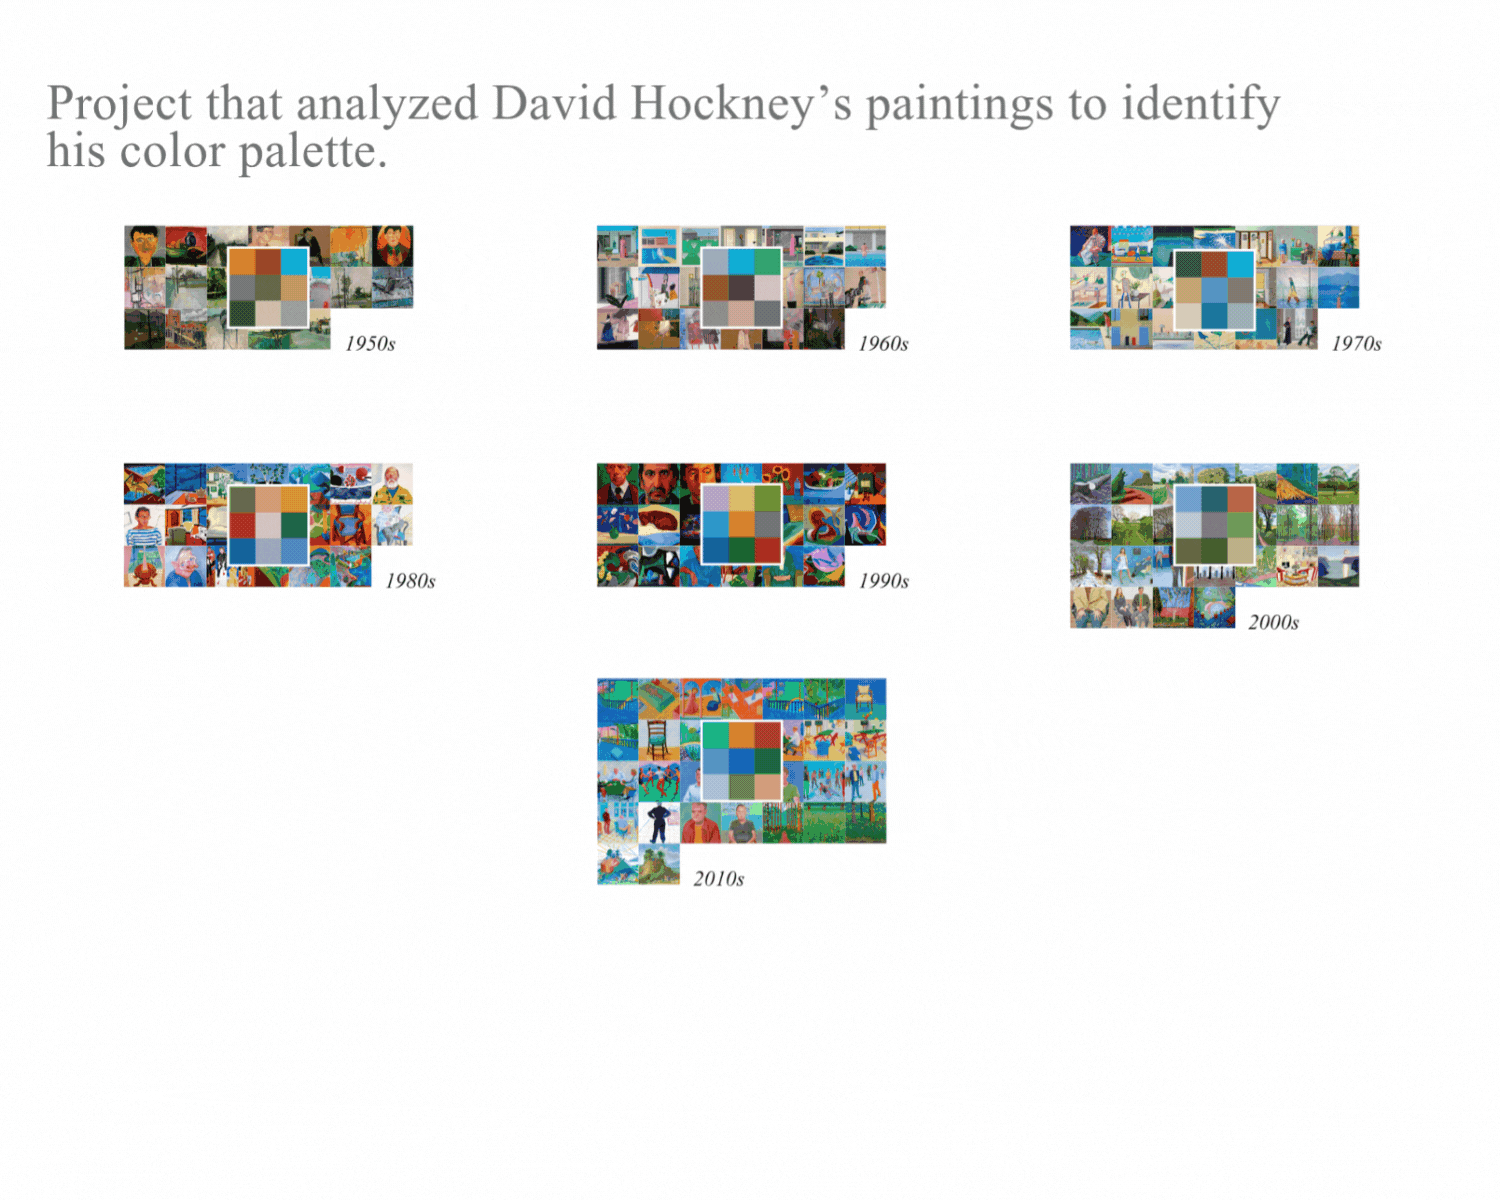 Project that analyzed David Hockney’s paintings to identify
his color palette.
1950s
1960s
1970s
1980s
1990s
2000s
2010s